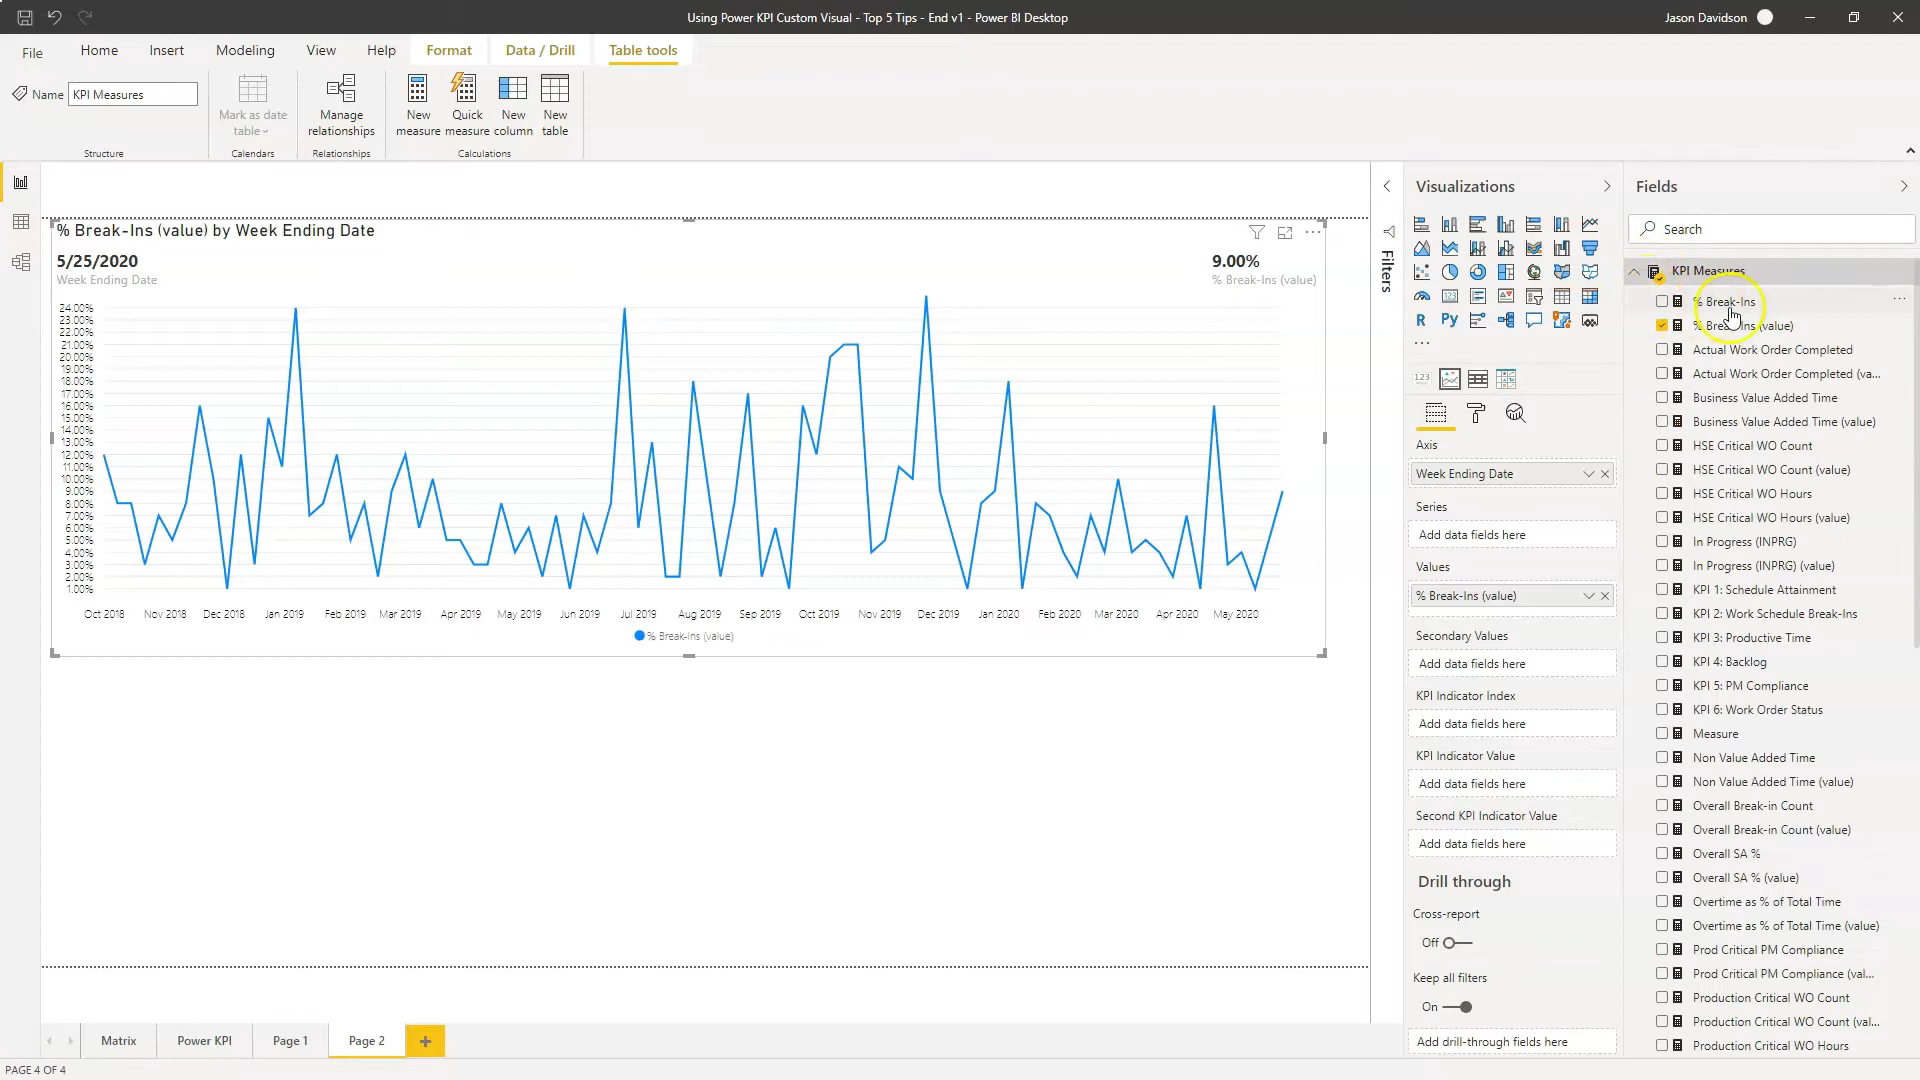 Using Power KPI Custom Visual - Top 5 Tips - End v1 - Power BI Desktop
Jason Davidson
File
Home
Insert
Modeling
View
Help
Format
Data / Drill
Table tools
Name
KPI Measures
Mark as date
table
Manage
relationships
New
measure
Quick
measure
New
column
New
table
Structure
Calendars
Relationships
Calculations
% Break-Ins (value) by Week Ending Date
5/25/2020
Week Ending Date
9.00%
% Break-Ins (value)
24.00%
23.00%
22.00%
21.00%
20.00%
19.00%
18.00%
17.00%
16.00%
15.00%
14.00%
13.00%
12.00%
11.00%
10.00%
9.00%
8.00%
7.00%
6.00%
5.00%
4.00%
3.00%
2.00%
1.00%
Oct 2018 Nov 2018 Dec 2018 Jan 2019 Feb 2019 Mar 2019 Apr 2019 May 2019 Jun 2019 Jul 2019 Aug 2019 Sep 2019 Oct 2019 Nov 2019 Dec 2019 Jan 2020 Feb 2020 Mar 2020 Apr 2020 May 2020
% Break-Ins (value)
Filters
Visualizations
123
R Py
123
Axis
Week Ending Date
Series
Add data fields here
Values
% Break-Ins (value)
Secondary Values
Add data fields here
KPI Indicator Index
Add data fields here
KPI Indicator Value
Add data fields here
Second KPI Indicator Value
Add data fields here
Drill through
Cross-report
Off
Keep all filters
On
Add drill-through fields here
Fields
Search
KPI Measures
% Break-Ins
% Break-Ins (value)
Actual Work Order Completed
Actual Work Order Completed (va...
Business Value Added Time
Business Value Added Time (value)
HSE Critical WO Count
HSE Critical WO Count (value)
HSE Critical WO Hours
HSE Critical WO Hours (value)
In Progress (INPRG)
In Progress (INPRG) (value)
KPI 1: Schedule Attainment
KPI 2: Work Schedule Break-Ins
KPI 3: Productive Time
KPI 4: Backlog
KPI 5: PM Compliance
KPI 6: Work Order Status
Measure
Non Value Added Time
Non Value Added Time (value)
Overall Break-in Count
Overall Break-in Count (value)
Overall SA %
Overall SA % (value)
Overtime as % of Total Time
Overtime as % of Total Time (value)
Prod Critical PM Compliance
Prod Critical PM Compliance (val...
Production Critical WO Count
Production Critical WO Count (val...
Production Critical WO Hours
Matrix
Power KPI
Page 1
Page 2
PAGE 4 OF 4